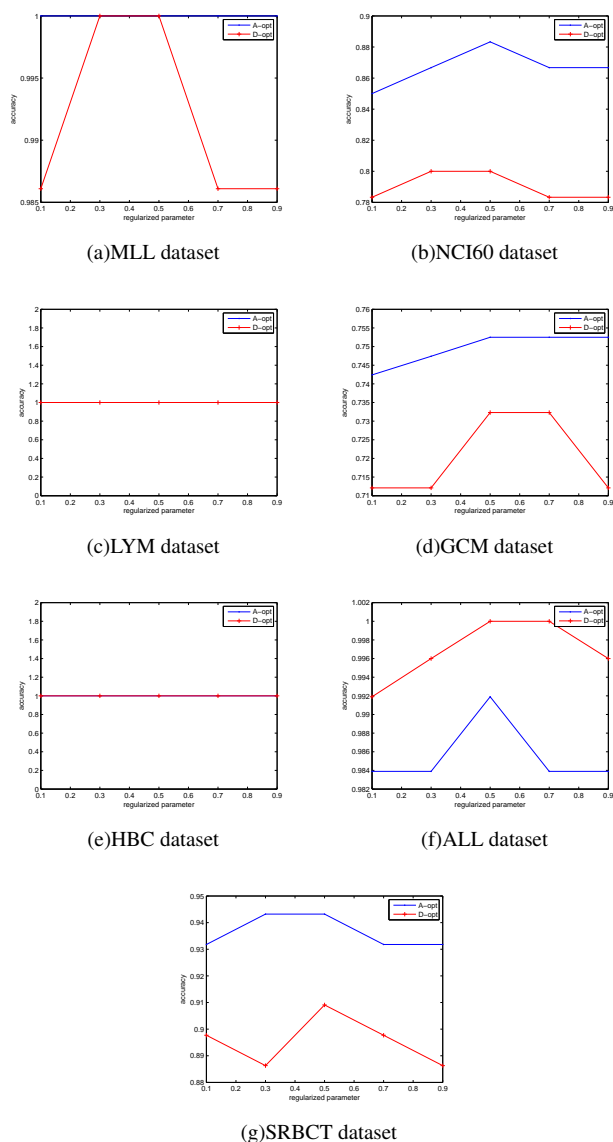 1
0.995
0.99
0.985
accuracy
0.1 0.2 0.3 0.4 0.5 0.6 0.7 0.8 0.9
regularized parameter
A-opt
D-opt
(a)MLL dataset
0.9
0.88
0.86
0.84
0.82
0.8
0.78
accuracy
0.1 0.2 0.3 0.4 0.5 0.6 0.7 0.8 0.9
regularized parameter
A-opt
D-opt
(b)NCI60 dataset
2
1.8
1.6
1.4
1.2
1
0.8
0.6
0.4
0.2
0
accuracy
0.1 0.2 0.3 0.4 0.5 0.6 0.7 0.8 0.9
regularized parameter
A-opt
D-opt
(c)LYM dataset
0.76
0.755
0.75
0.745
0.74
0.735
0.73
0.725
0.72
0.715
0.71
accuracy
0.1 0.2 0.3 0.4 0.5 0.6 0.7 0.8 0.9
regularized parameter
A-opt
D-opt
(d)GCM dataset
2
1.8
1.6
1.4
1.2
1
0.8
0.6
0.4
0.2
0
accuracy
0.1 0.2 0.3 0.4 0.5 0.6 0.7 0.8 0.9
regularized parameter
A-opt
D-opt
(e)HBC dataset
1.002
1
0.998
0.996
0.994
0.992
0.99
0.988
0.986
0.984
0.982
accuracy
0.1 0.2 0.3 0.4 0.5 0.6 0.7 0.8 0.9
regularized parameter
A-opt
D-opt
(f)ALL dataset
0.95
0.94
0.93
0.92
0.91
0.9
0.89
0.88
accuracy
0.1 0.2 0.3 0.4 0.5 0.6 0.7 0.8 0.9
regularized parameter
A-opt
D-opt
(g)SRBCT dataset